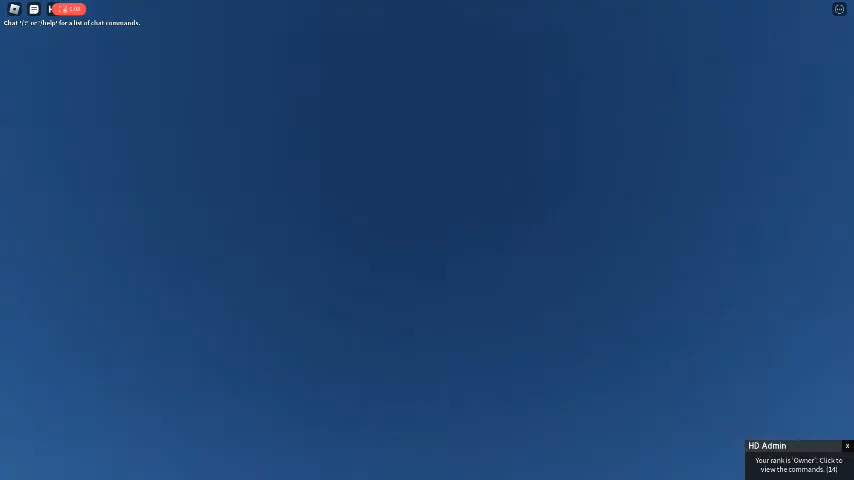 Chat '/?' or '/help' for a list of chat commands.
HD Admin
x
Your rank is 'Owner'! Click to
view the commands. (14)